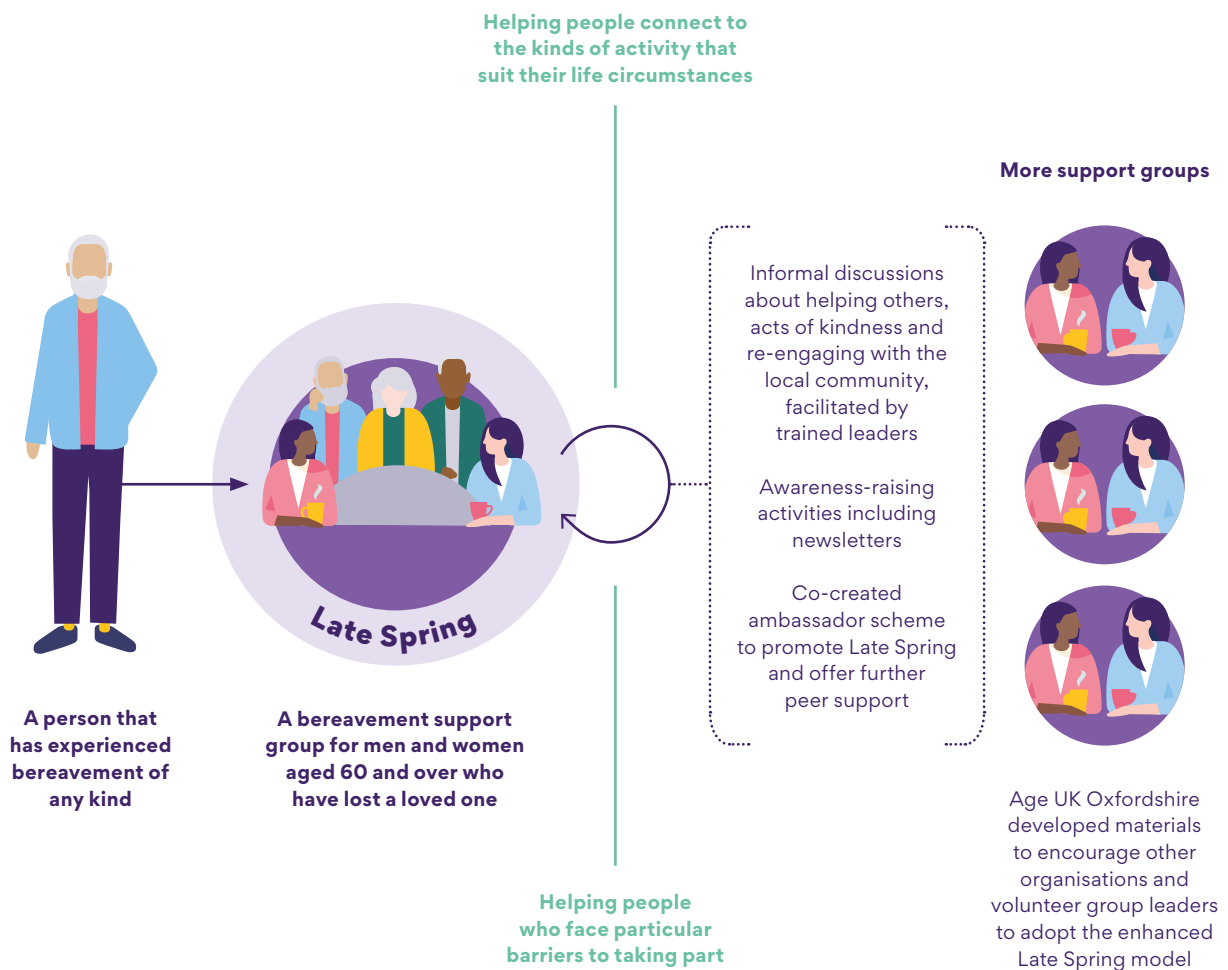 Helping people connect to
the kinds of activity that
suit their life circumstances
More support groups
Informal discussions
about helping others,
acts of kindness and
re-engaging with the
local community,
facilitated by
trained leaders
Awareness-raising
activities including
newsletters
Co-created
ambassador scheme
to promote Late Spring
and offer further
peer support
Late Spring
A person that
has experienced
bereavement of
any kind
A bereavement support
group for men and women
aged 60 and over who
have lost a loved one
Age UK Oxfordshire
developed materials
to encourage other
organisations and
volunteer group leaders
to adopt the enhanced
Late Spring model
Helping people
who face particular
barriers to taking part